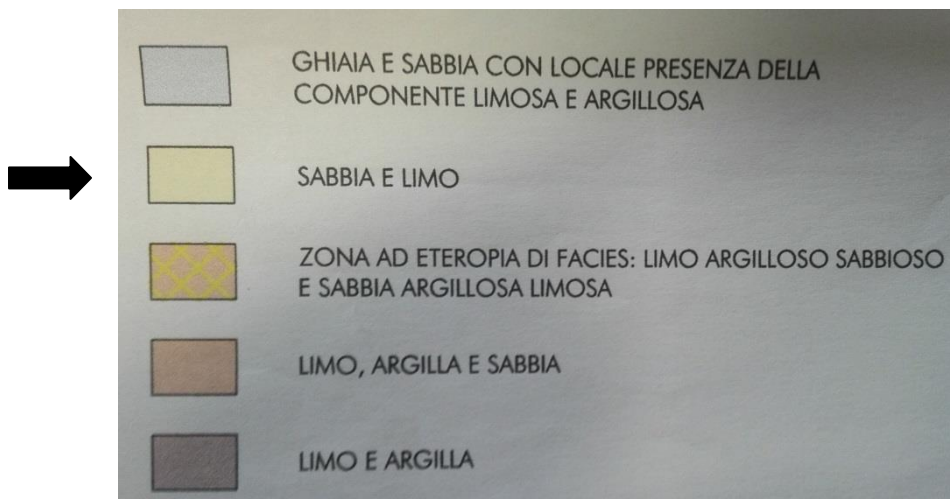 GHIAIA E SABBIA CON LOCALE PRESENZA DELLA
COMPONENTE LIMOSA E ARGILLOSA
SABBIA E LIMO
ZONA AD ETEROPIA DI FACIES: LIMO ARGILLOSO SABBIOSO
E SABBIA ARGILLOSA LIMOSA
LIMO, ARGILLA E SABBIA
LIMO E ARGILLA